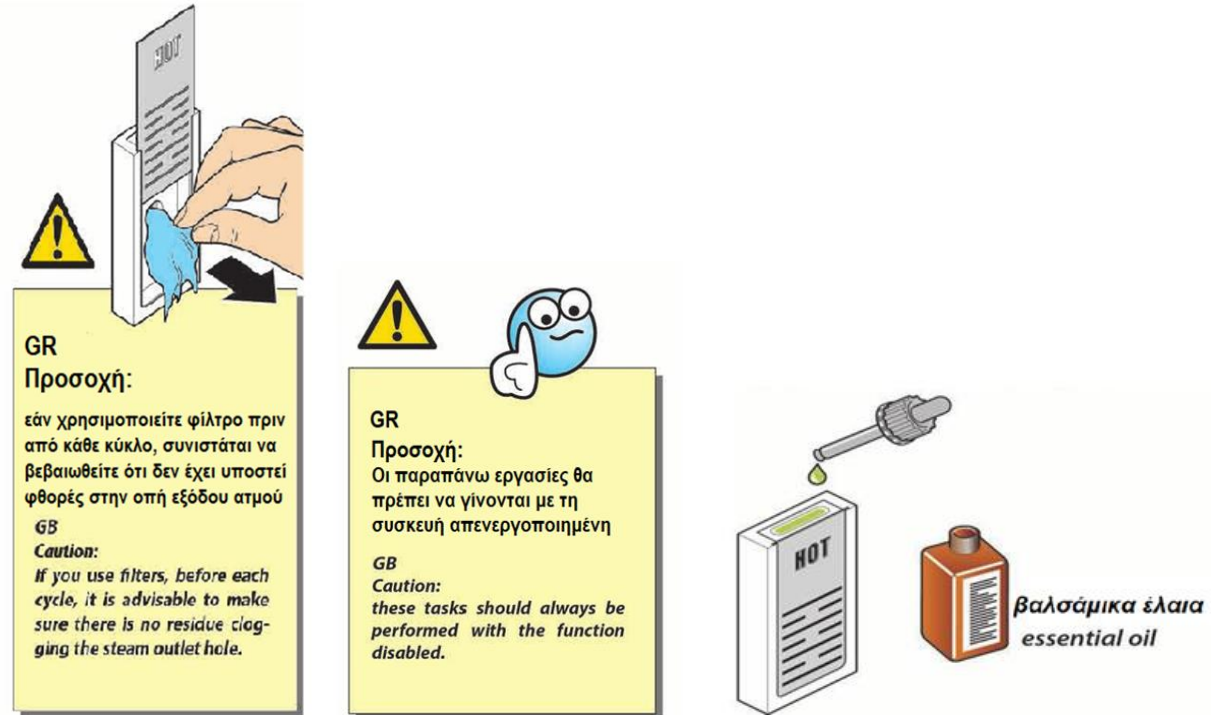 HOT
GR
Προσοχή:
εάν χρησιμοποιείτε φίλτρο πριν
από κάθε κύκλο, συνιστάται να
βεβαιωθείτε ότι δεν έχει υποστεί
φθορές στην οπή εξόδου ατμού
GB
Caution:
If you use filters, before each
cycle, it is advisable to make
sure there is no residue clog-
ging the steam outlet hole.
GR
Προσοχή:
Οι παραπάνω εργασίες θα
πρέπει να γίνονται με τη
συσκευή απενεργοποιημένη
GB
Caution:
these tasks should always be
performed with the function
disabled.
HOT
βαλσάμικα έλαια
essential oil